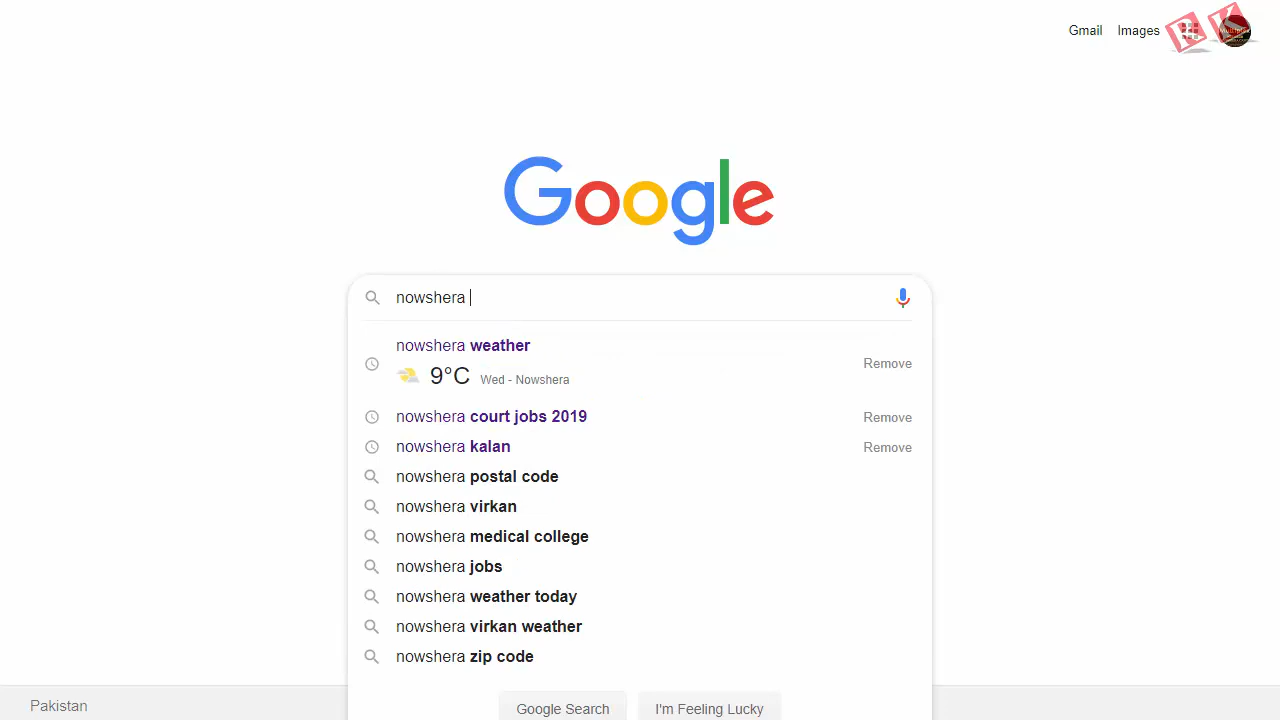 Gmail Images
R K
Google
nowshera
nowshera weather
9°C Wed - Nowshera
Remove
nowshera court jobs 2019 Remove
nowshera kalan Remove
nowshera postal code
nowshera virkan
nowshera medical college
nowshera jobs
nowshera weather today
nowshera virkan weather
nowshera zip code
Pakistan
Google Search I'm Feeling Lucky